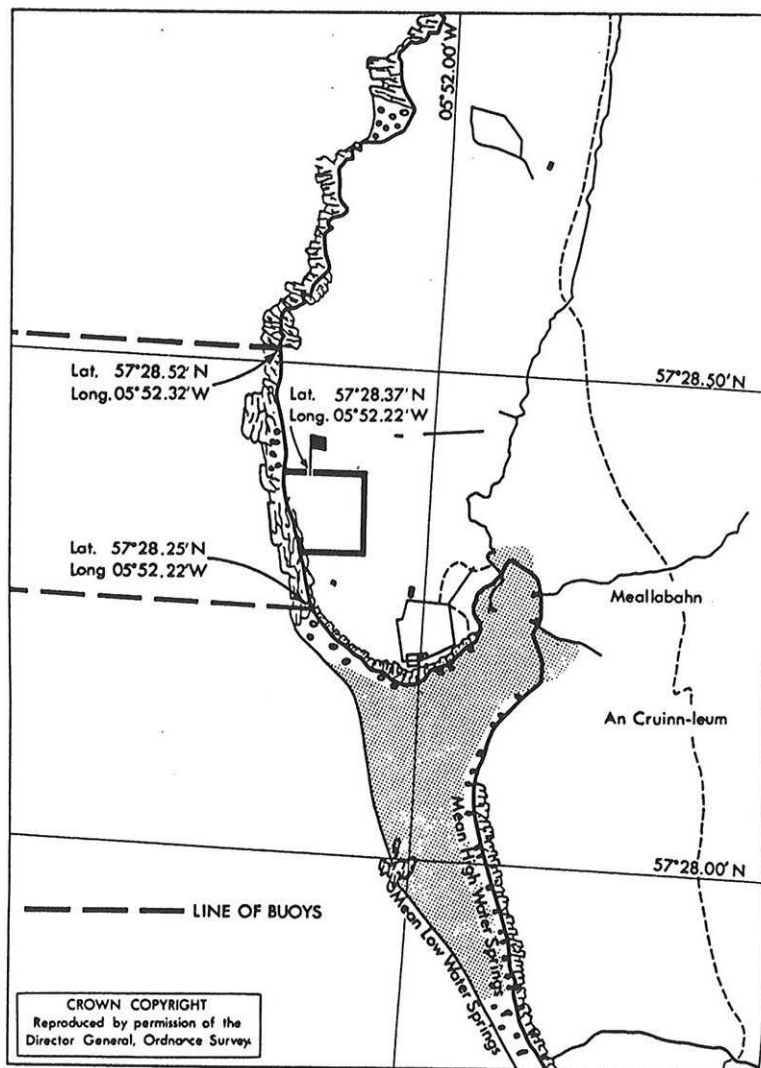 05°52.00'W
57°28.50'N
Lat. 57°28.52'N
Long. 05°52.32'W
Lat. 57°28.37'N
Long. 05°52.22'W
Lat. 57°28.25'N
Long 05°52.22'W
Meallabahn
An Cruinn-leum
57°28.00'N
Mean High Water Springs
Mean Low Water Springs
LINE OF BUOYS
CROWN COPYRIGHT
Reproduced by permission of the
Director General, Ordnance Survey